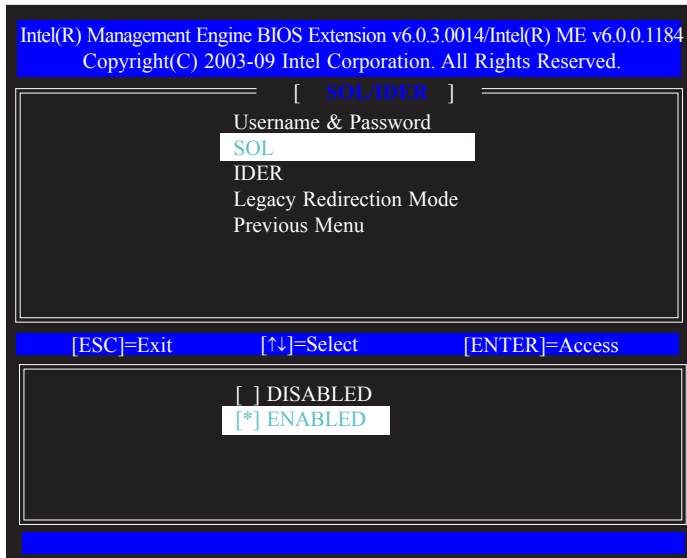 Intel(R) Management Engine BIOS Extension v6.0.3.0014/Intel(R) ME v6.0.0.1184
Copyright(C) 2003-09 Intel Corporation. All Rights Reserved.
[ SOL/IDER ]
Username & Password
SOL
IDER
Legacy Redirection Mode
Previous Menu
[ESC]=Exit [↑↓]=Select [ENTER]=Access
[ ] DISABLED
[*] ENABLED